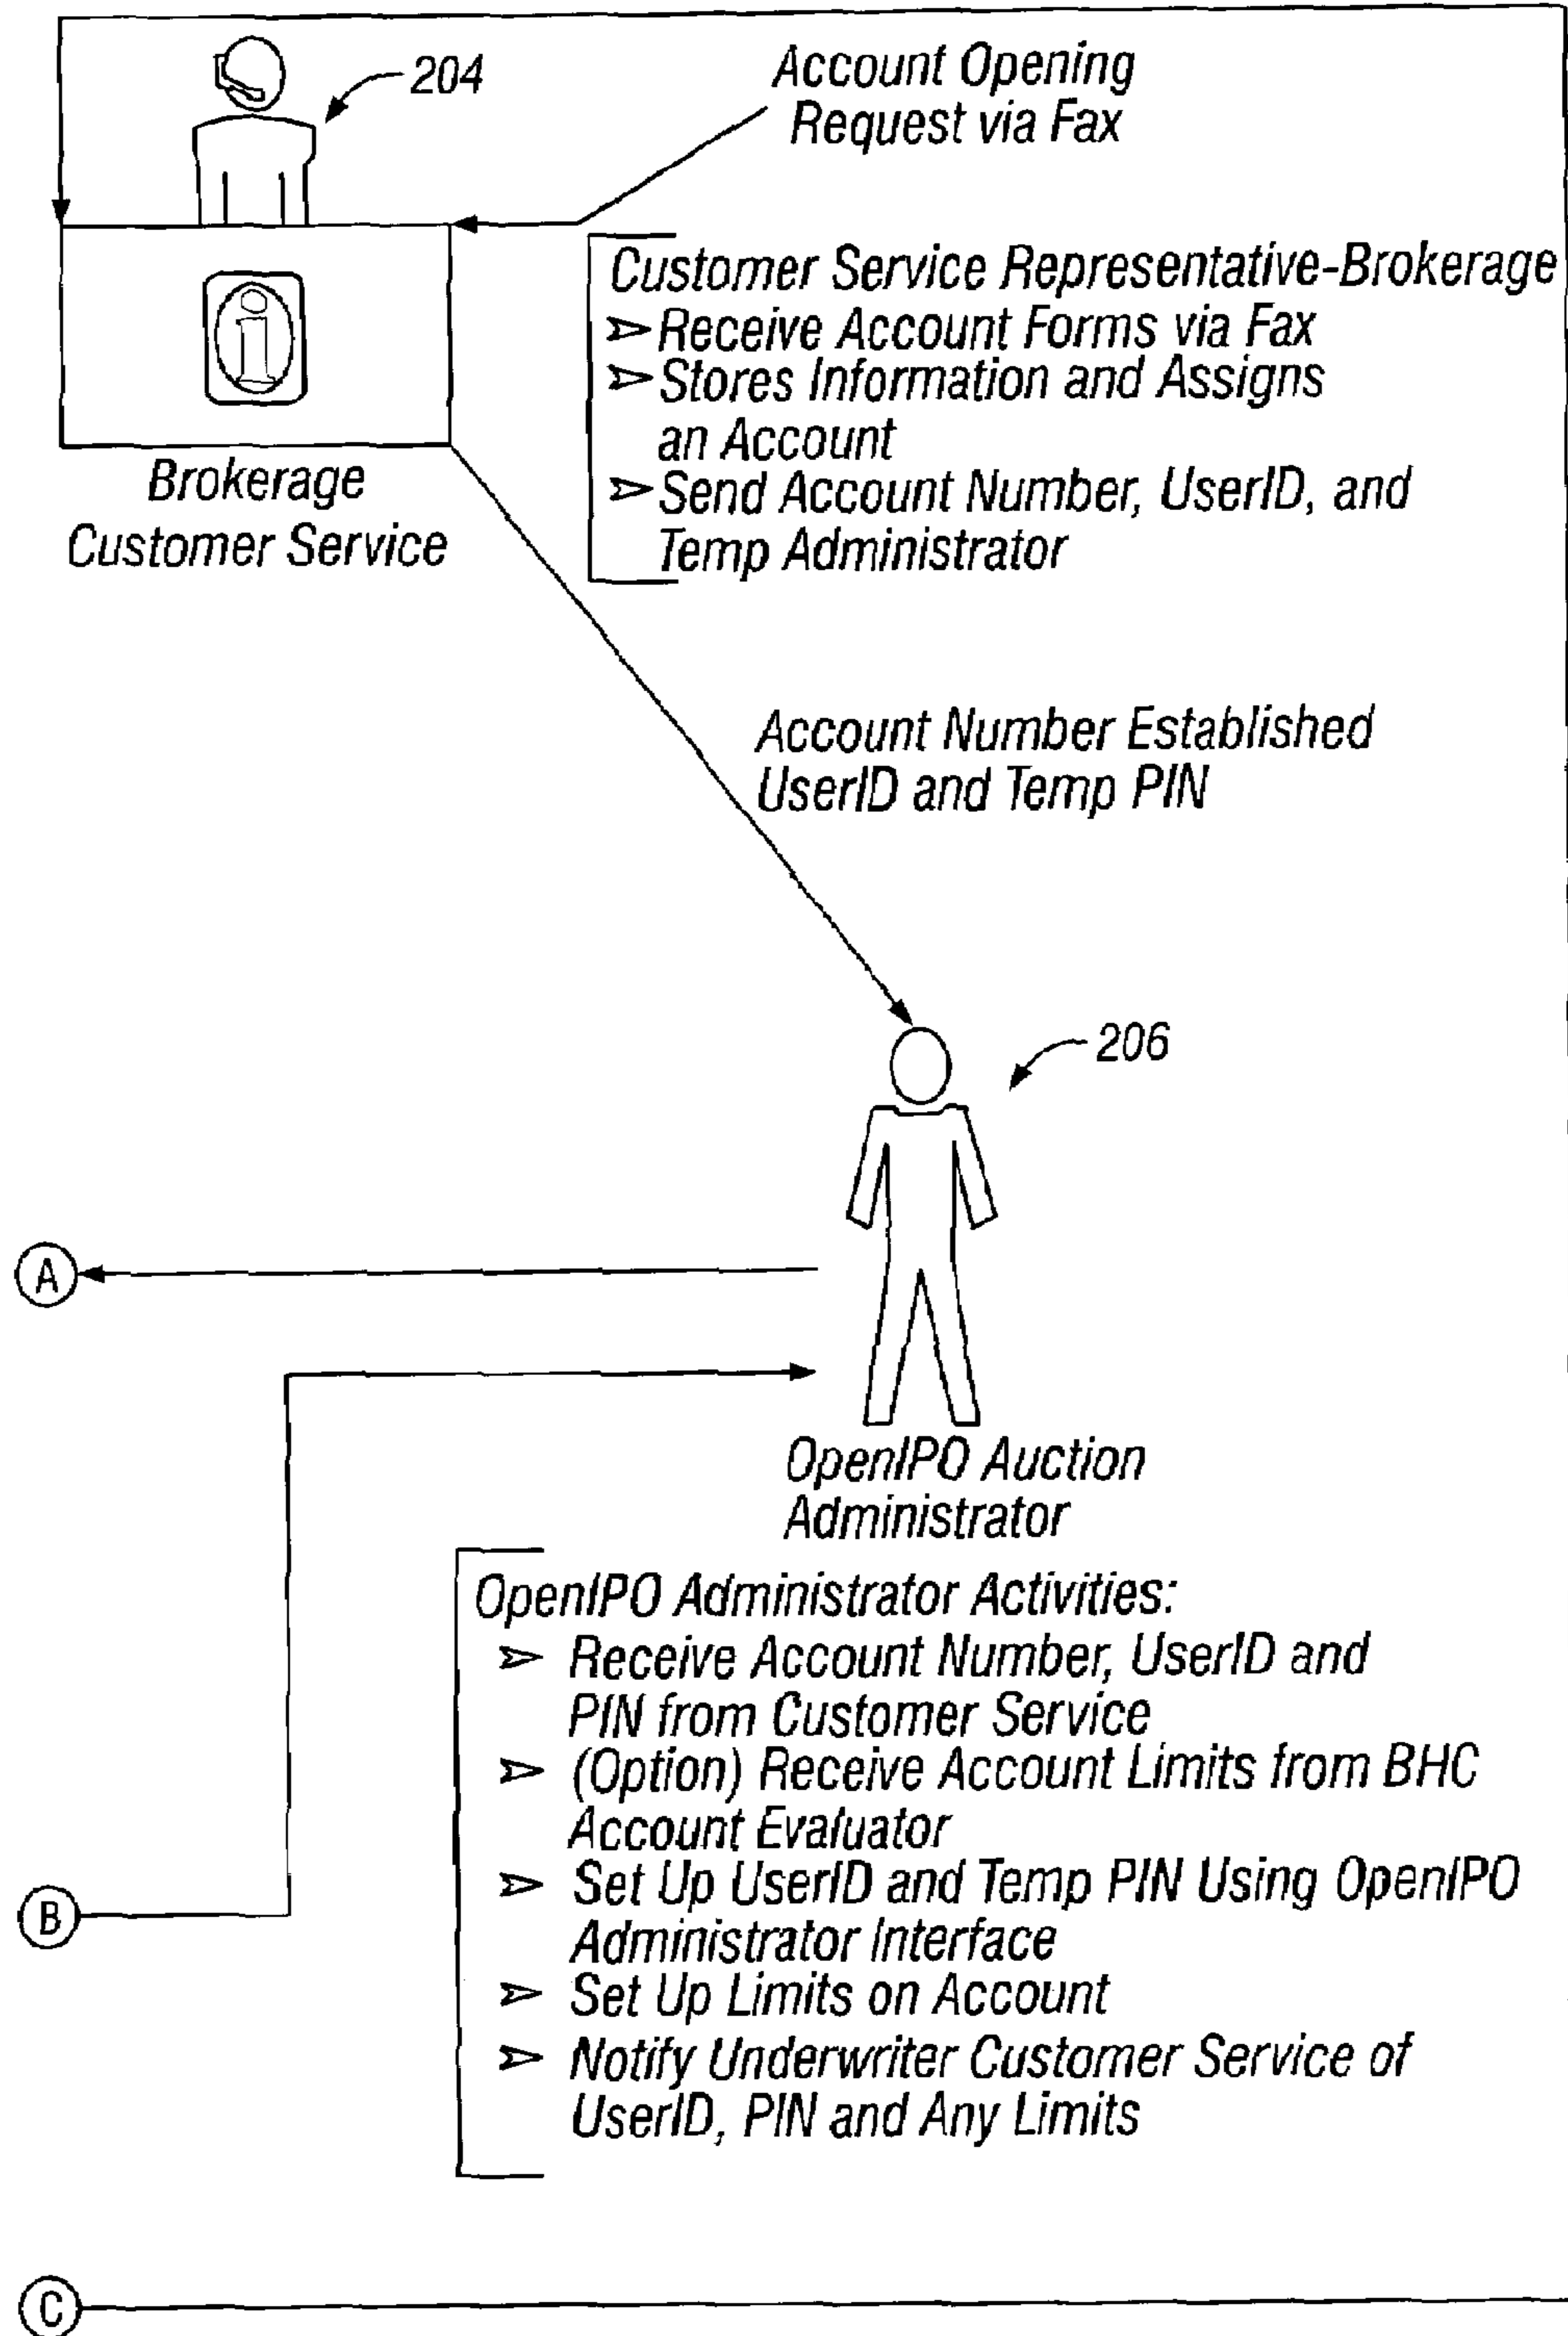 204
Account Opening
Request via Fax
Customer Service Representative-Brokerage
➢Receive Account Forms via Fax
➢Stores Information and Assigns
an Account
➢Send Account Number, UserID, and
Temp Administrator
i
Brokerage
Customer Service
Account Number Established
UserID and Temp PIN
206
A
OpenIPO Auction
Administrator
OpenIPO Administrator Activities:
➢ Receive Account Number, UserID and
PIN from Customer Service
➢ (Option) Receive Account Limits from BHC
Account Evaluator
➢ Set Up UserID and Temp PIN Using OpenIPO
Administrator Interface
➢ Set Up Limits on Account
➢ Notify Underwriter Customer Service of
UserID, PIN and Any Limits
B
C